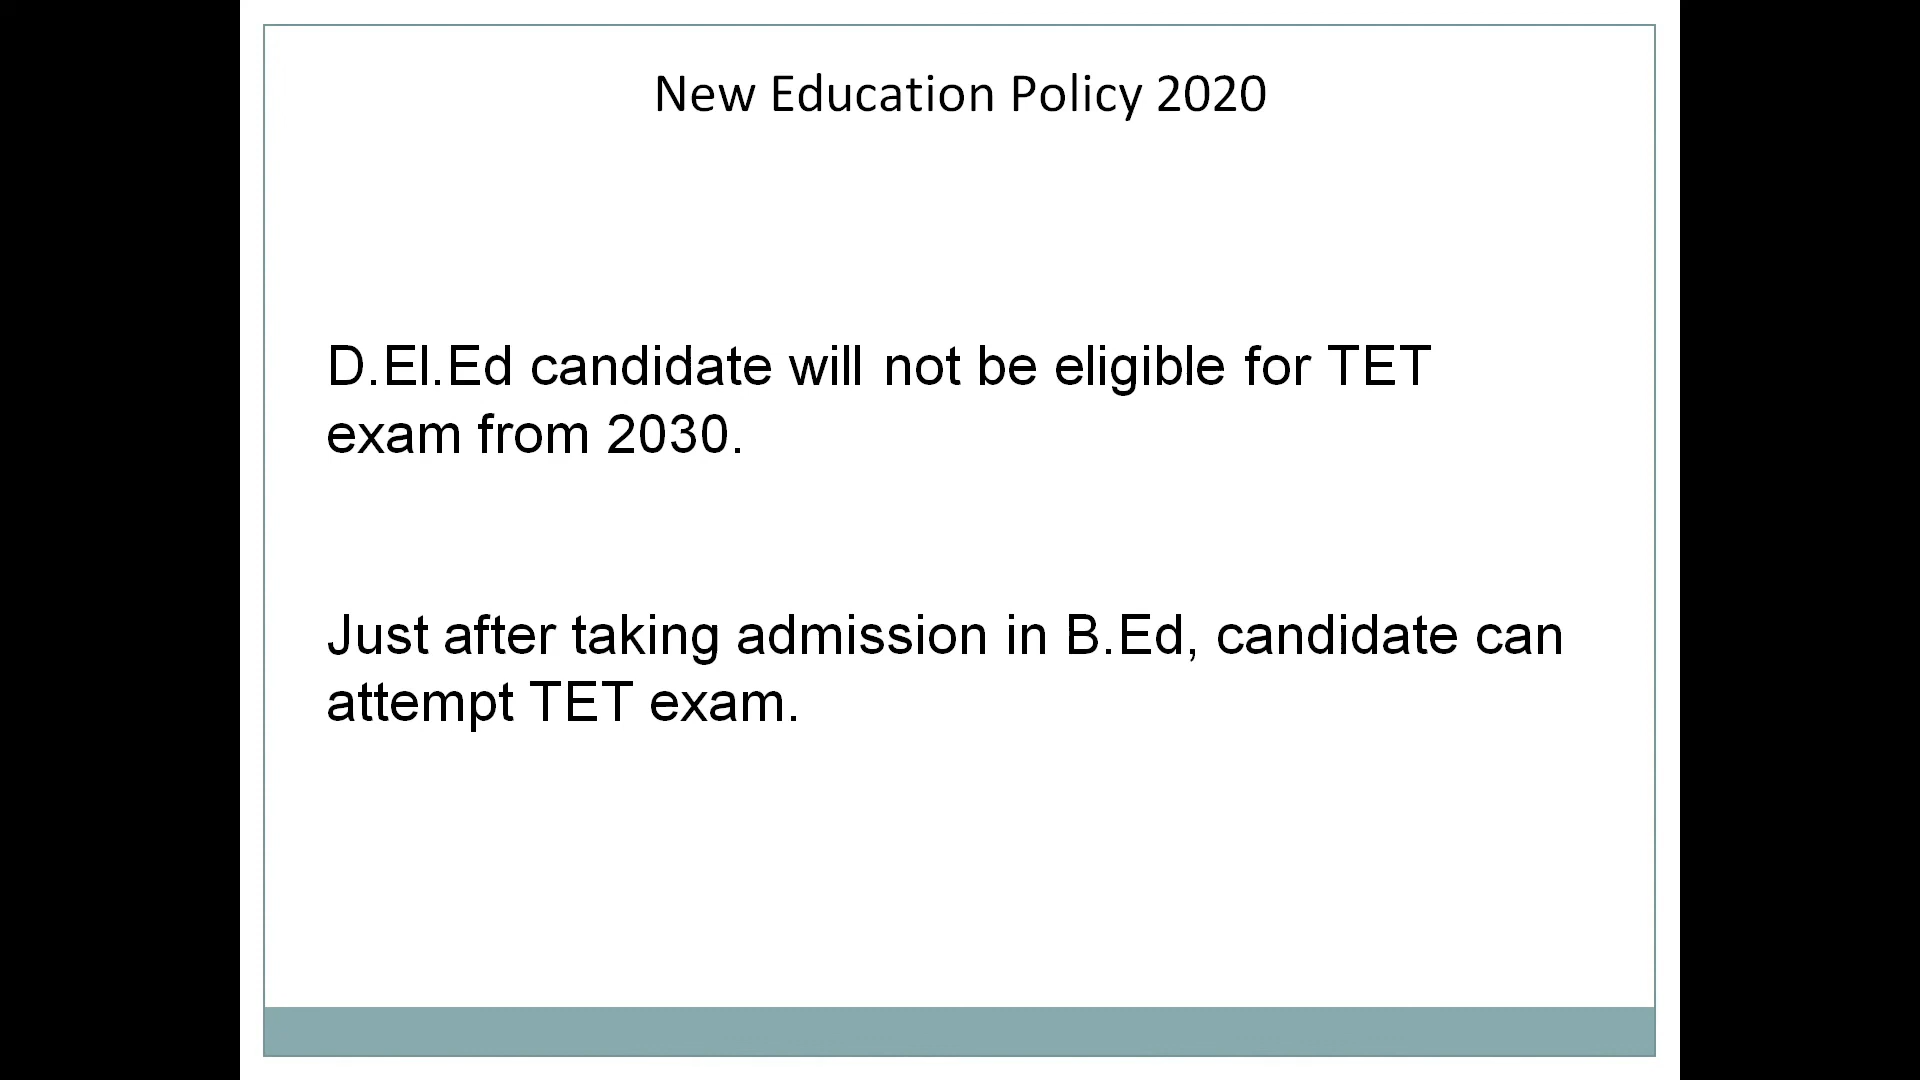 New Education Policy 2020
D.El.Ed candidate will not be eligible for TET
exam from 2030.
Just after taking admission in B.Ed, candidate can
attempt TET exam.